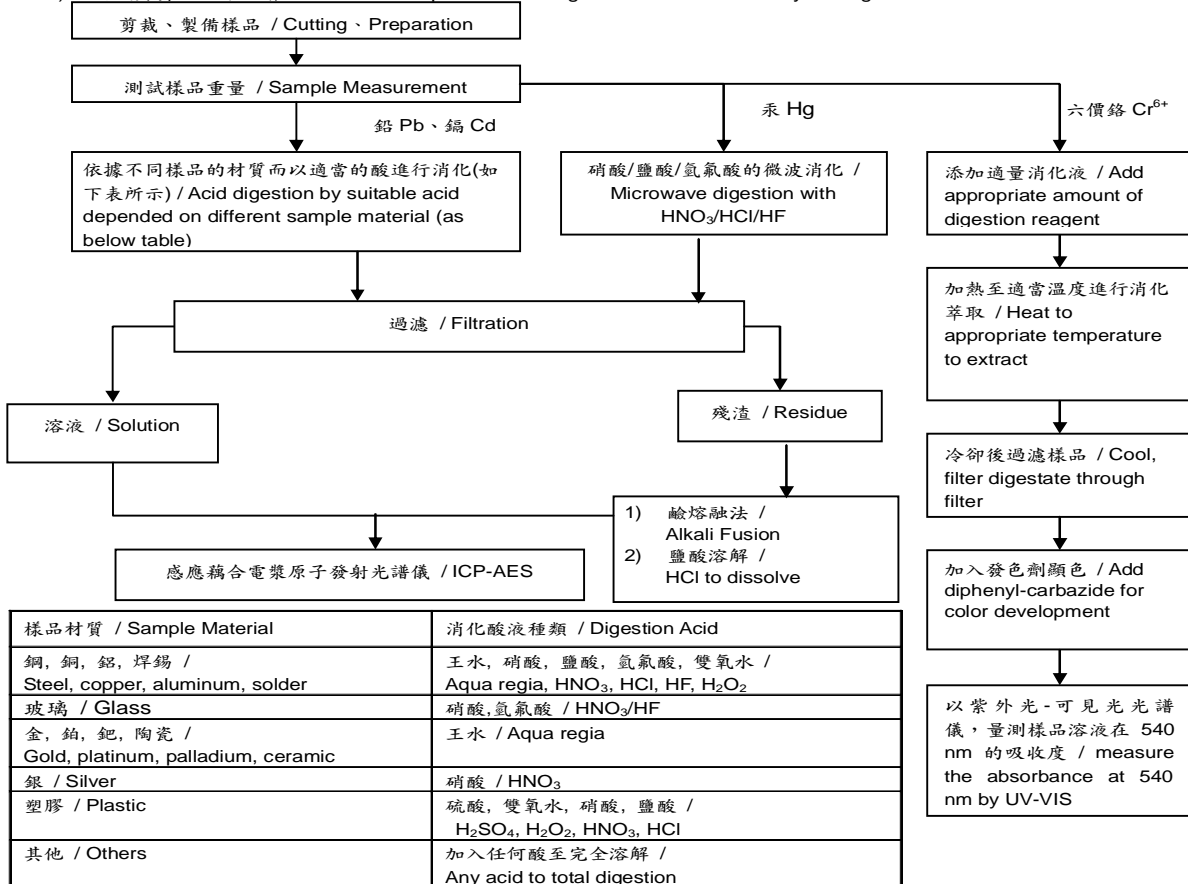 剪裁、製備樣品 / Cutting、Preparation
測試樣品重量 / Sample Measurement
鉛 Pb、鎘 Cd
汞 Hg
六價鉻 Cr⁶⁺
依據不同樣品的材質而以適當的酸進行消化(如
下表所示) / Acid digestion by suitable acid
depended on different sample material (as
below table)
硝酸/鹽酸/氫氟酸的微波消化 /
Microwave digestion with
HNO₃/HCl/HF
添加適量消化液 / Add
appropriate amount of
digestion reagent
過濾 / Filtration
加熱至適當溫度進行消化
萃取 / Heat to
appropriate temperature
to extract
溶液 / Solution
殘渣 / Residue
冷卻後過濾樣品 / Cool,
filter digestate through
filter
1) 鹼熔融法 /
Alkali Fusion
2) 鹽酸溶解 /
HCl to dissolve
感應藕合電漿原子發射光譜儀 / ICP-AES
加入發色劑顯色 / Add
diphenyl-carbazide for
color development
以紫外光-可見光光譜
儀，量測樣品溶液在 540
nm 的吸收度 / measure
the absorbance at 540
nm by UV-VIS
樣品材質 / Sample Material
消化酸液種類 / Digestion Acid
鋼, 銅, 鋁, 焊錫 /
Steel, copper, aluminum, solder
王水, 硝酸, 鹽酸, 氫氟酸, 雙氧水 /
Aqua regia, HNO₃, HCl, HF, H₂O₂
玻璃 / Glass
硝酸,氫氟酸 / HNO₃/HF
金, 鉑, 鈀, 陶瓷 /
Gold, platinum, palladium, ceramic
王水 / Aqua regia
銀 / Silver
硝酸 / HNO₃
塑膠 / Plastic
硫酸, 雙氧水, 硝酸, 鹽酸 /
H₂SO₄, H₂O₂, HNO₃, HCl
其他 / Others
加入任何酸至完全溶解 /
Any acid to total digestion